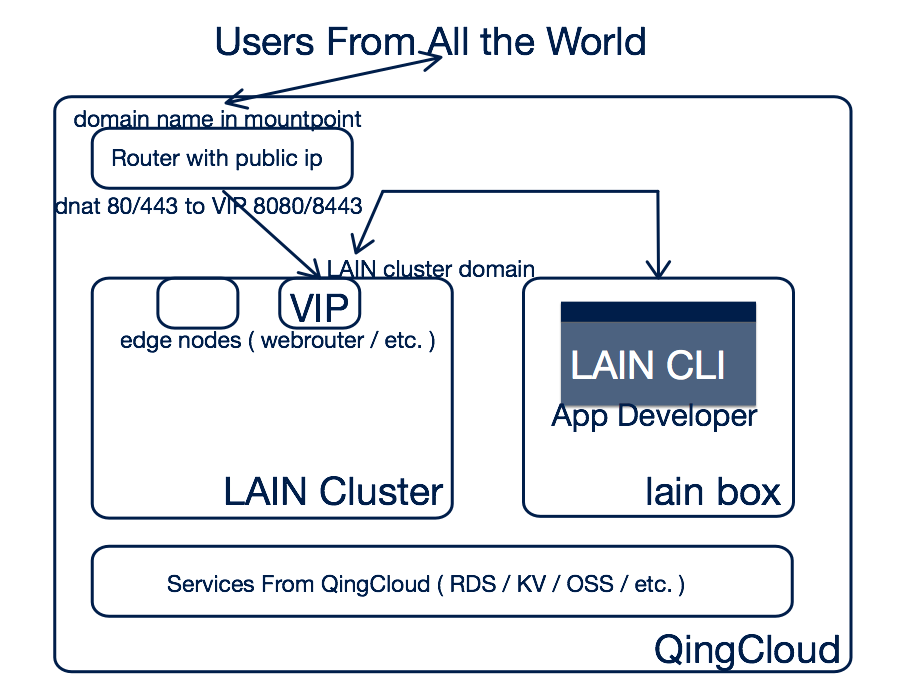 Users From All the World
domain name in mountpoint
Router with public ip
dnat 80/443 to VIP 8080/8443
LAIN cluster domain
VIP
edge nodes ( webrouter / etc. )
LAIN CLI
App Developer
LAIN Cluster
lain box
Services From QingCloud ( RDS / KV / OSS / etc. )
QingCloud